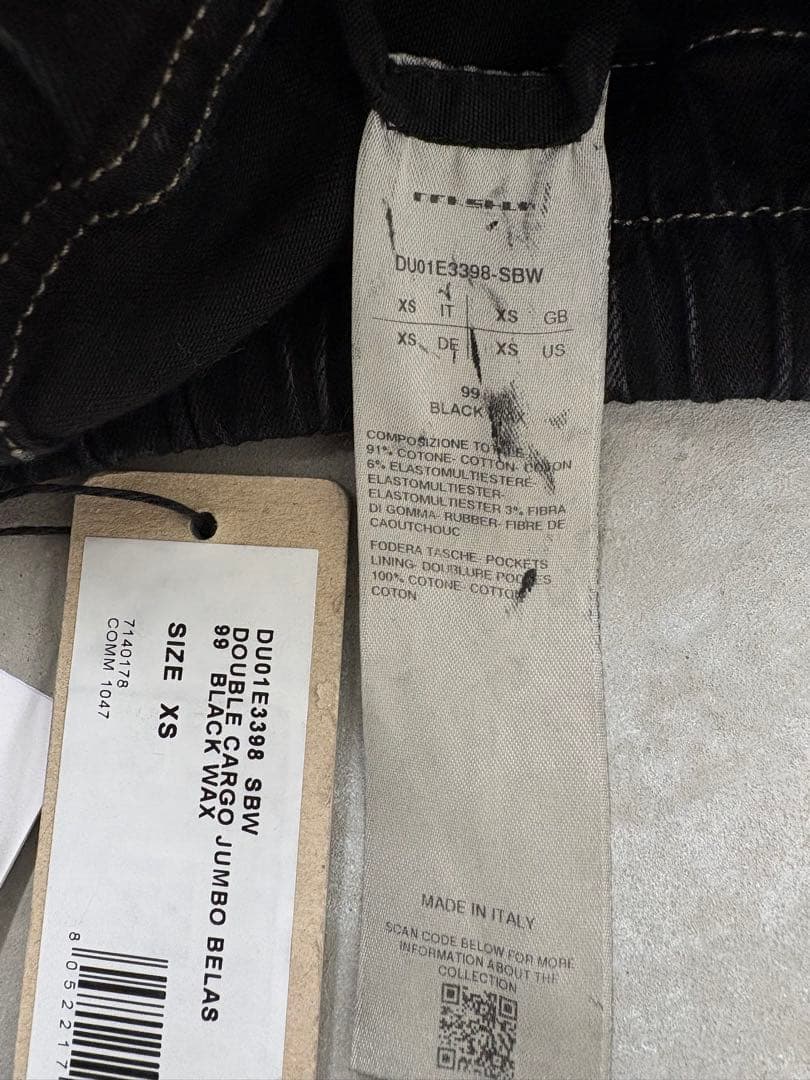 DU01E3398-SBW
XS IT XS GB
XS DE XS US
99
BLACK
COMPOSIZIONE
91% COTONE- COTTON- COTON
6% ELASTOMULTIESTERE-
ELASTOMULTIESTER-
ELASTOMULTIESTER 3% FIBRA
DI GOMMA- RUBBER- FIBRE DE
CAOUTCHOUC
FODERA TASCHE- POCKETS
LINING- DOUBLURE
100% COTONE- COTTON
COTON
MADE IN ITALY
SCAN CODE BELOW FOR MORE
INFORMATION ABOUT THE
COLLECTION
DU01E3398 SBW
DOUBLE CARGO JUMBO BELAS
99 BLACK WAX
SIZE XS
7140178
COMM 1047
8 052217